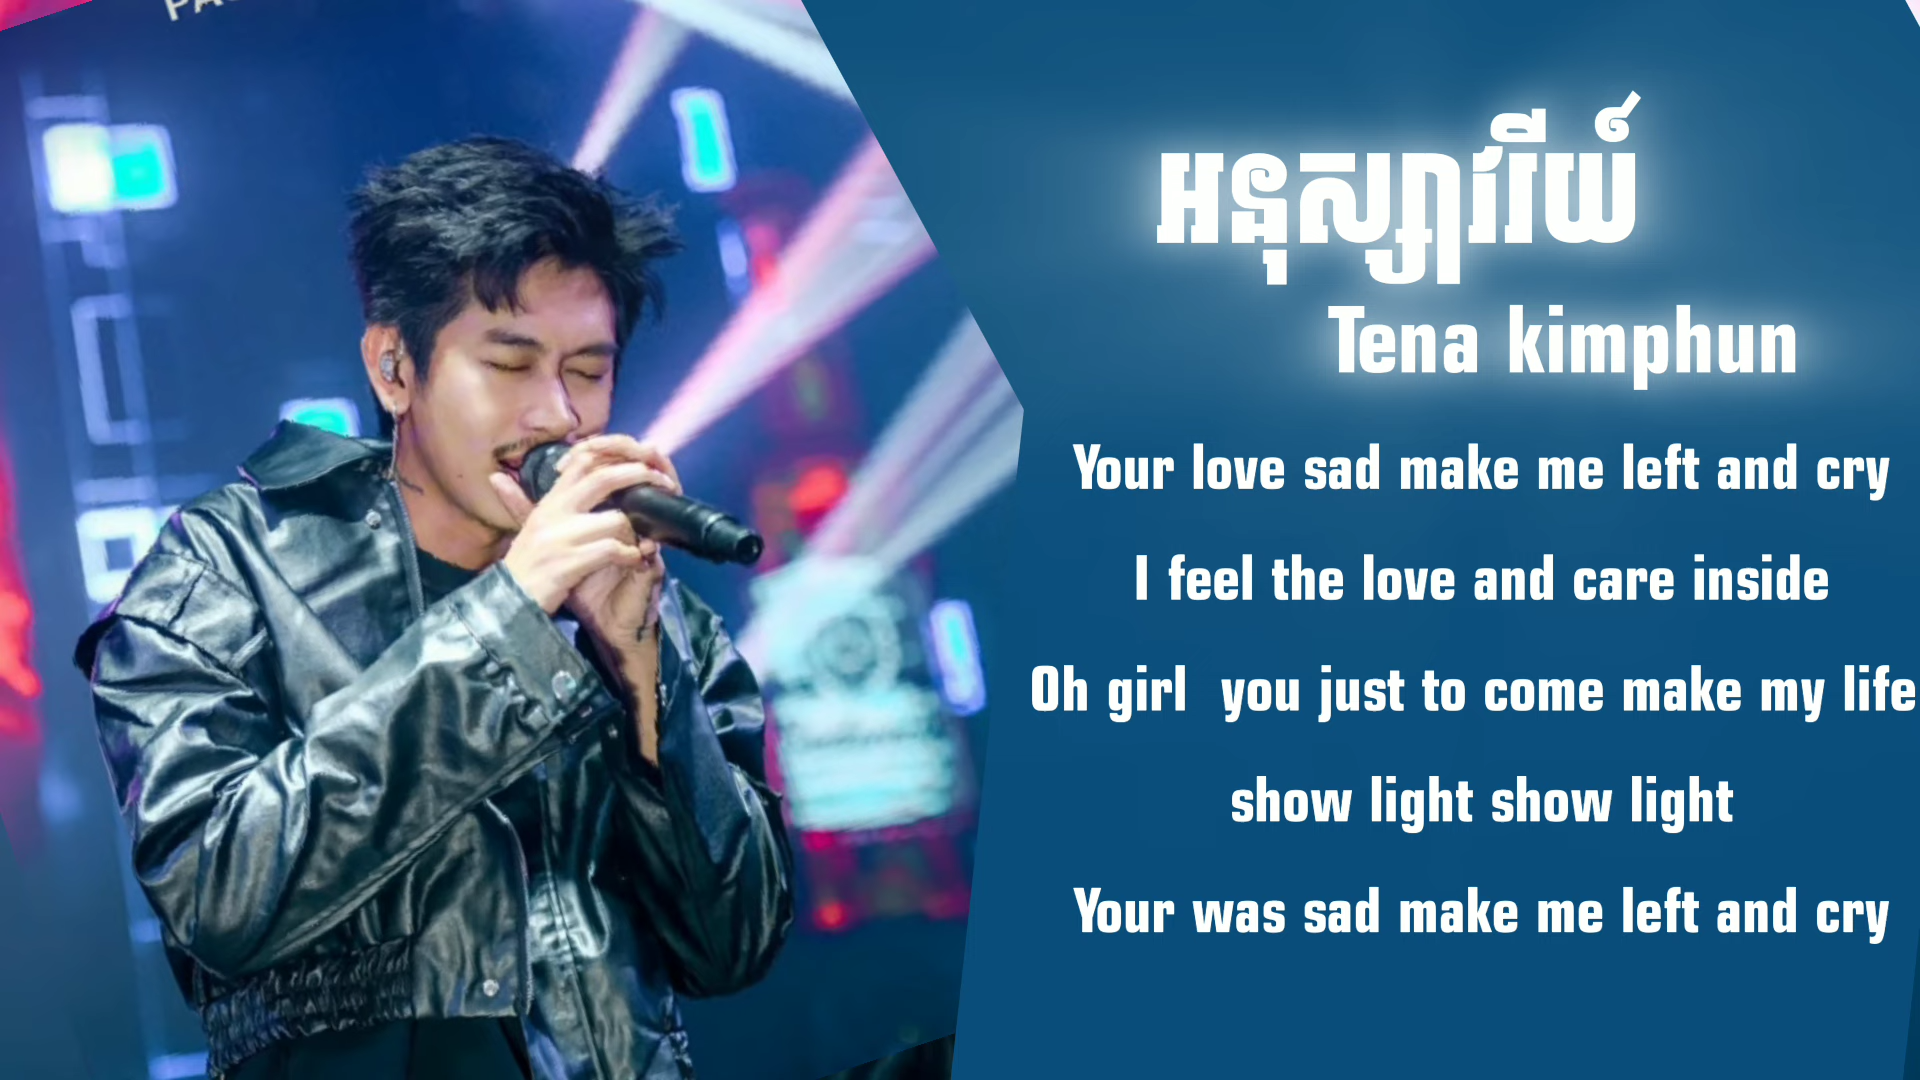 អនុស្សាវរីយ៍
Tena kimphun
Your love sad make me left and cry
I feel the love and care inside
Oh girl  you just to come make my life
show light show light
Your was sad make me left and cry